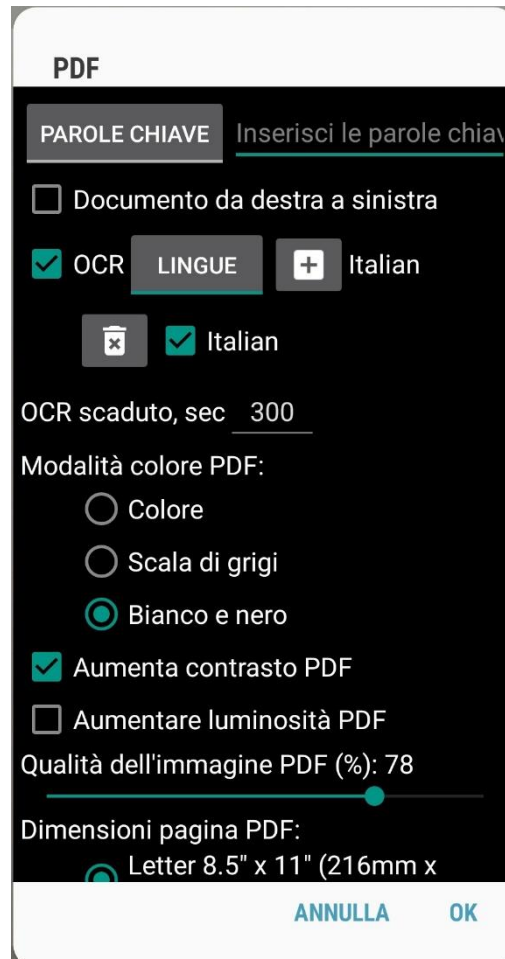 PDF
PAROLE CHIAVE Inserisci le parole
Documento da destra a sinistra
OCR LINGUE Italian
Italian
OCR scaduto, sec 300
Modalità colore PDF:
Colore
Scala di grigi
Bianco e nero
Aumenta contrasto PDF
Aumentare luminosità PDF
Qualità dell'immagine PDF (%): 78
Dimensioni pagina PDF:
Letter 8.5" x 11" (216mm x
ANNULLA OK